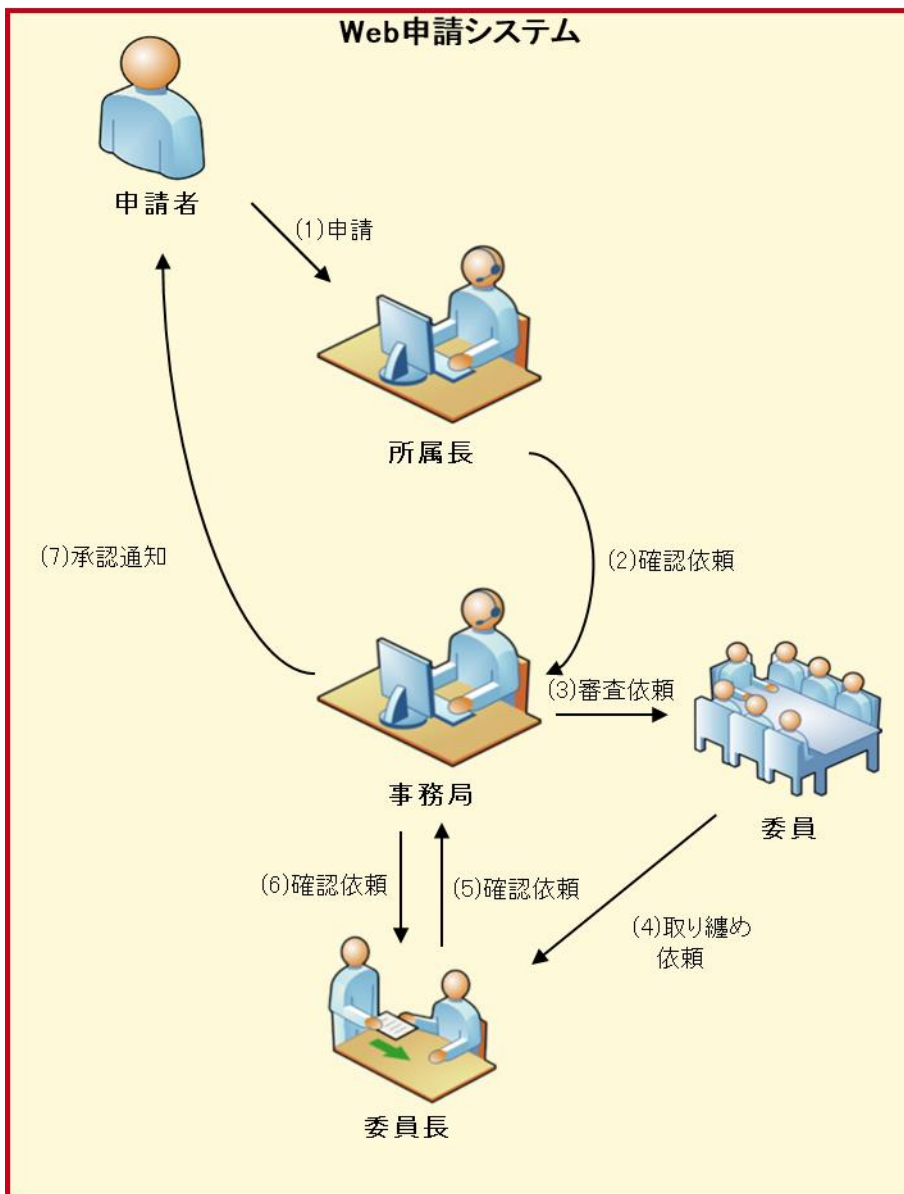 Web申請システム
申請者
(1)申請
所属長
(7)承認通知
(2)確認依頼
(3)審査依頼
事務局
委員
(6)確認依頼
(5)確認依頼
(4)取り纏め
依頼
委員長